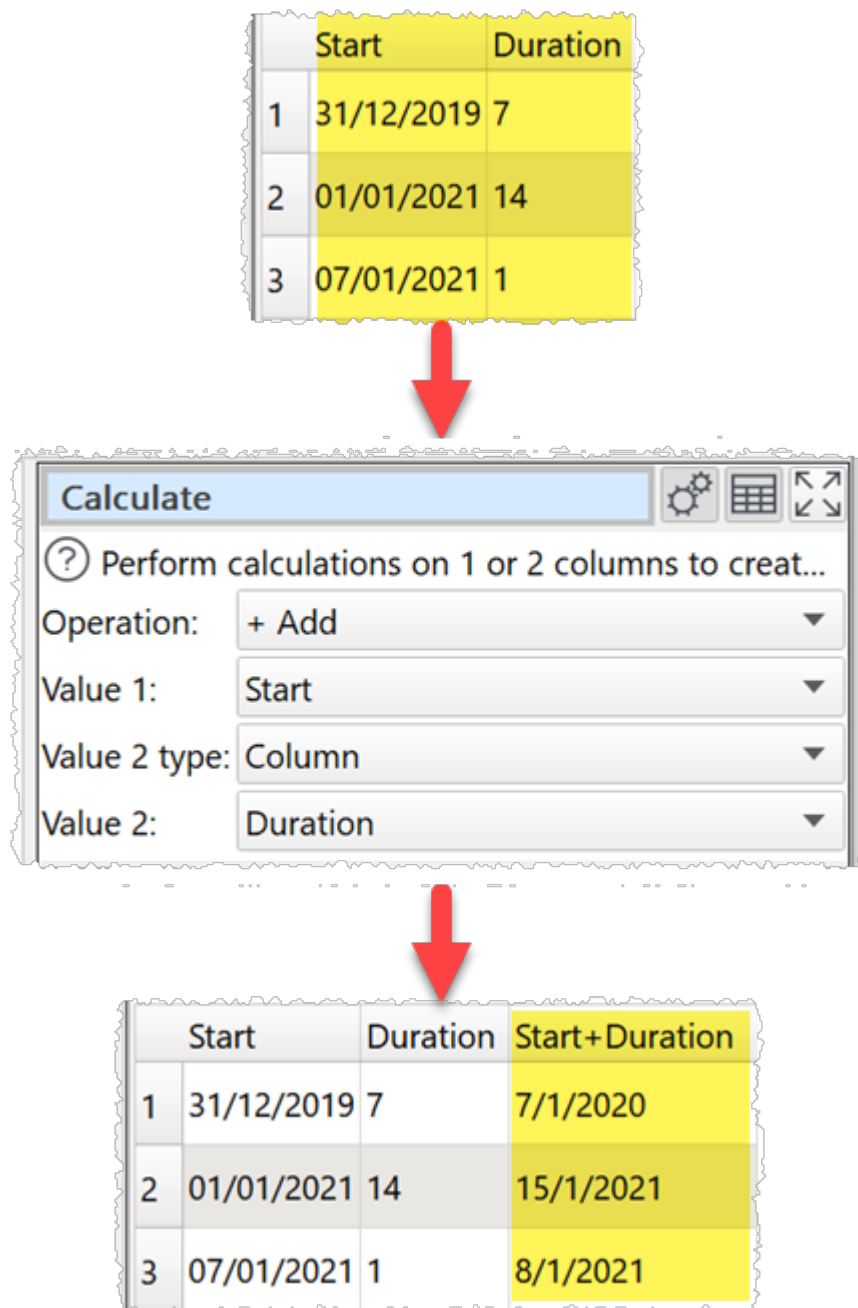 Start Duration
1 31/12/2019 7
2 01/01/2021 14
3 07/01/2021 1
Calculate
? Perform calculations on 1 or 2 columns to creat...
Operation: + Add
Value 1: Start
Value 2 type: Column
Value 2: Duration
Start Duration Start+Duration
1 31/12/2019 7 7/1/2020
2 01/01/2021 14 15/1/2021
3 07/01/2021 1 8/1/2021